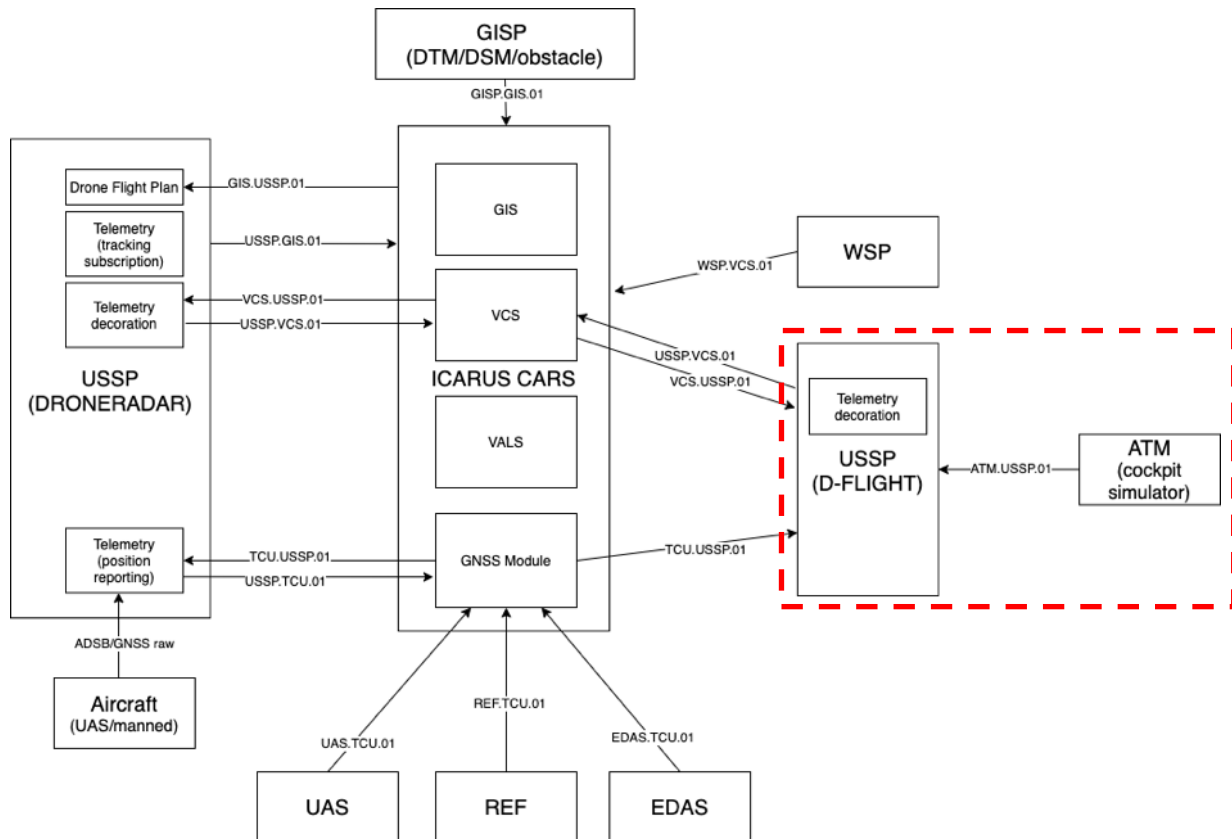 GISP
(DTM/DSM/obstacle)
GISP.GIS.01
Drone Flight Plan
GIS.USSP.01
Telemetry
(tracking
subscription)
USSP.GIS.01
Telemetry
decoration
VCS.USSP.01
USSP.VCS.01
USSP
(DRONERADAR)
Telemetry
(position
reporting)
TCU.USSP.01
USSP.TCU.01
ADSB/GNSS raw
Aircraft
(UAS/manned)
GIS
VCS
ICARUS CARS
VALS
GNSS Module
WSP.VCS.01
WSP
USSP.VCS.01
VCS.USSP.01
Telemetry
decoration
USSP
(D-FLIGHT)
ATM.USSP.01
ATM
(cockpit
simulator)
TCU.USSP.01
UAS.TCU.01
REF.TCU.01
EDAS.TCU.01
UAS
REF
EDAS